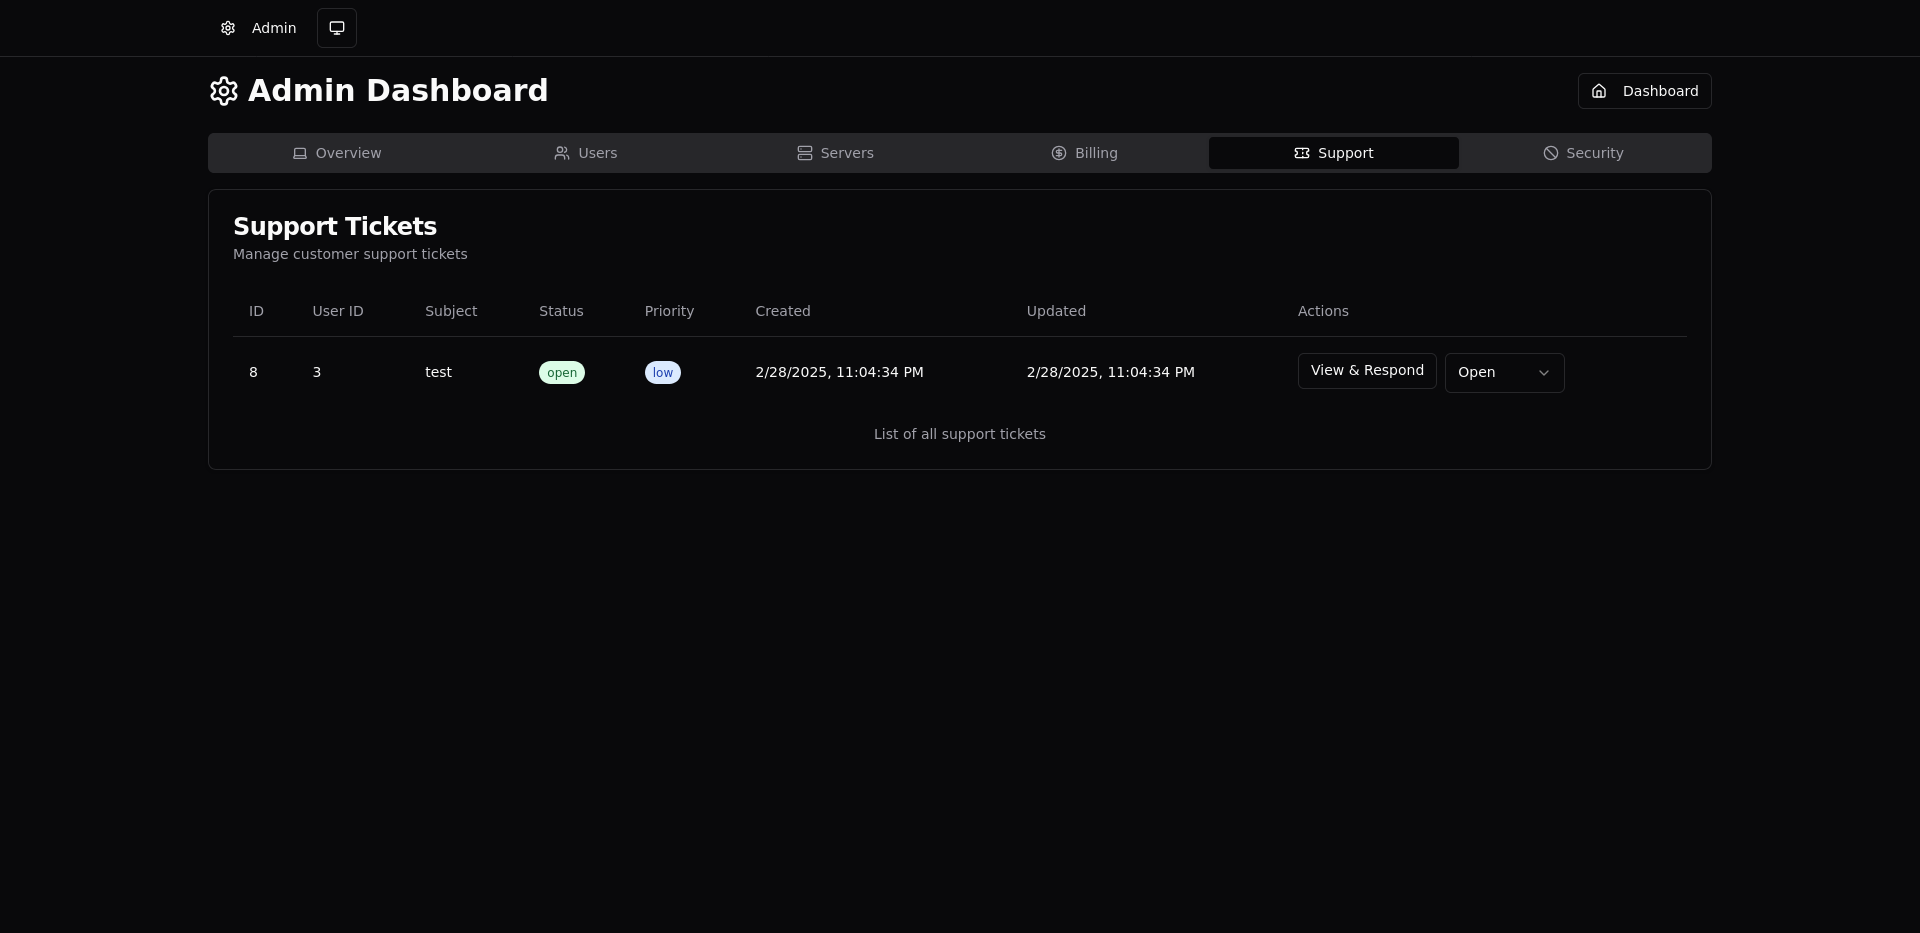 Admin
Admin Dashboard
Dashboard
Overview Users Servers Billing Support Security
Support Tickets
Manage customer support tickets
ID User ID Subject Status Priority Created Updated Actions
8 3 test open low 2/28/2025, 11:04:34 PM 2/28/2025, 11:04:34 PM View & Respond Open
List of all support tickets